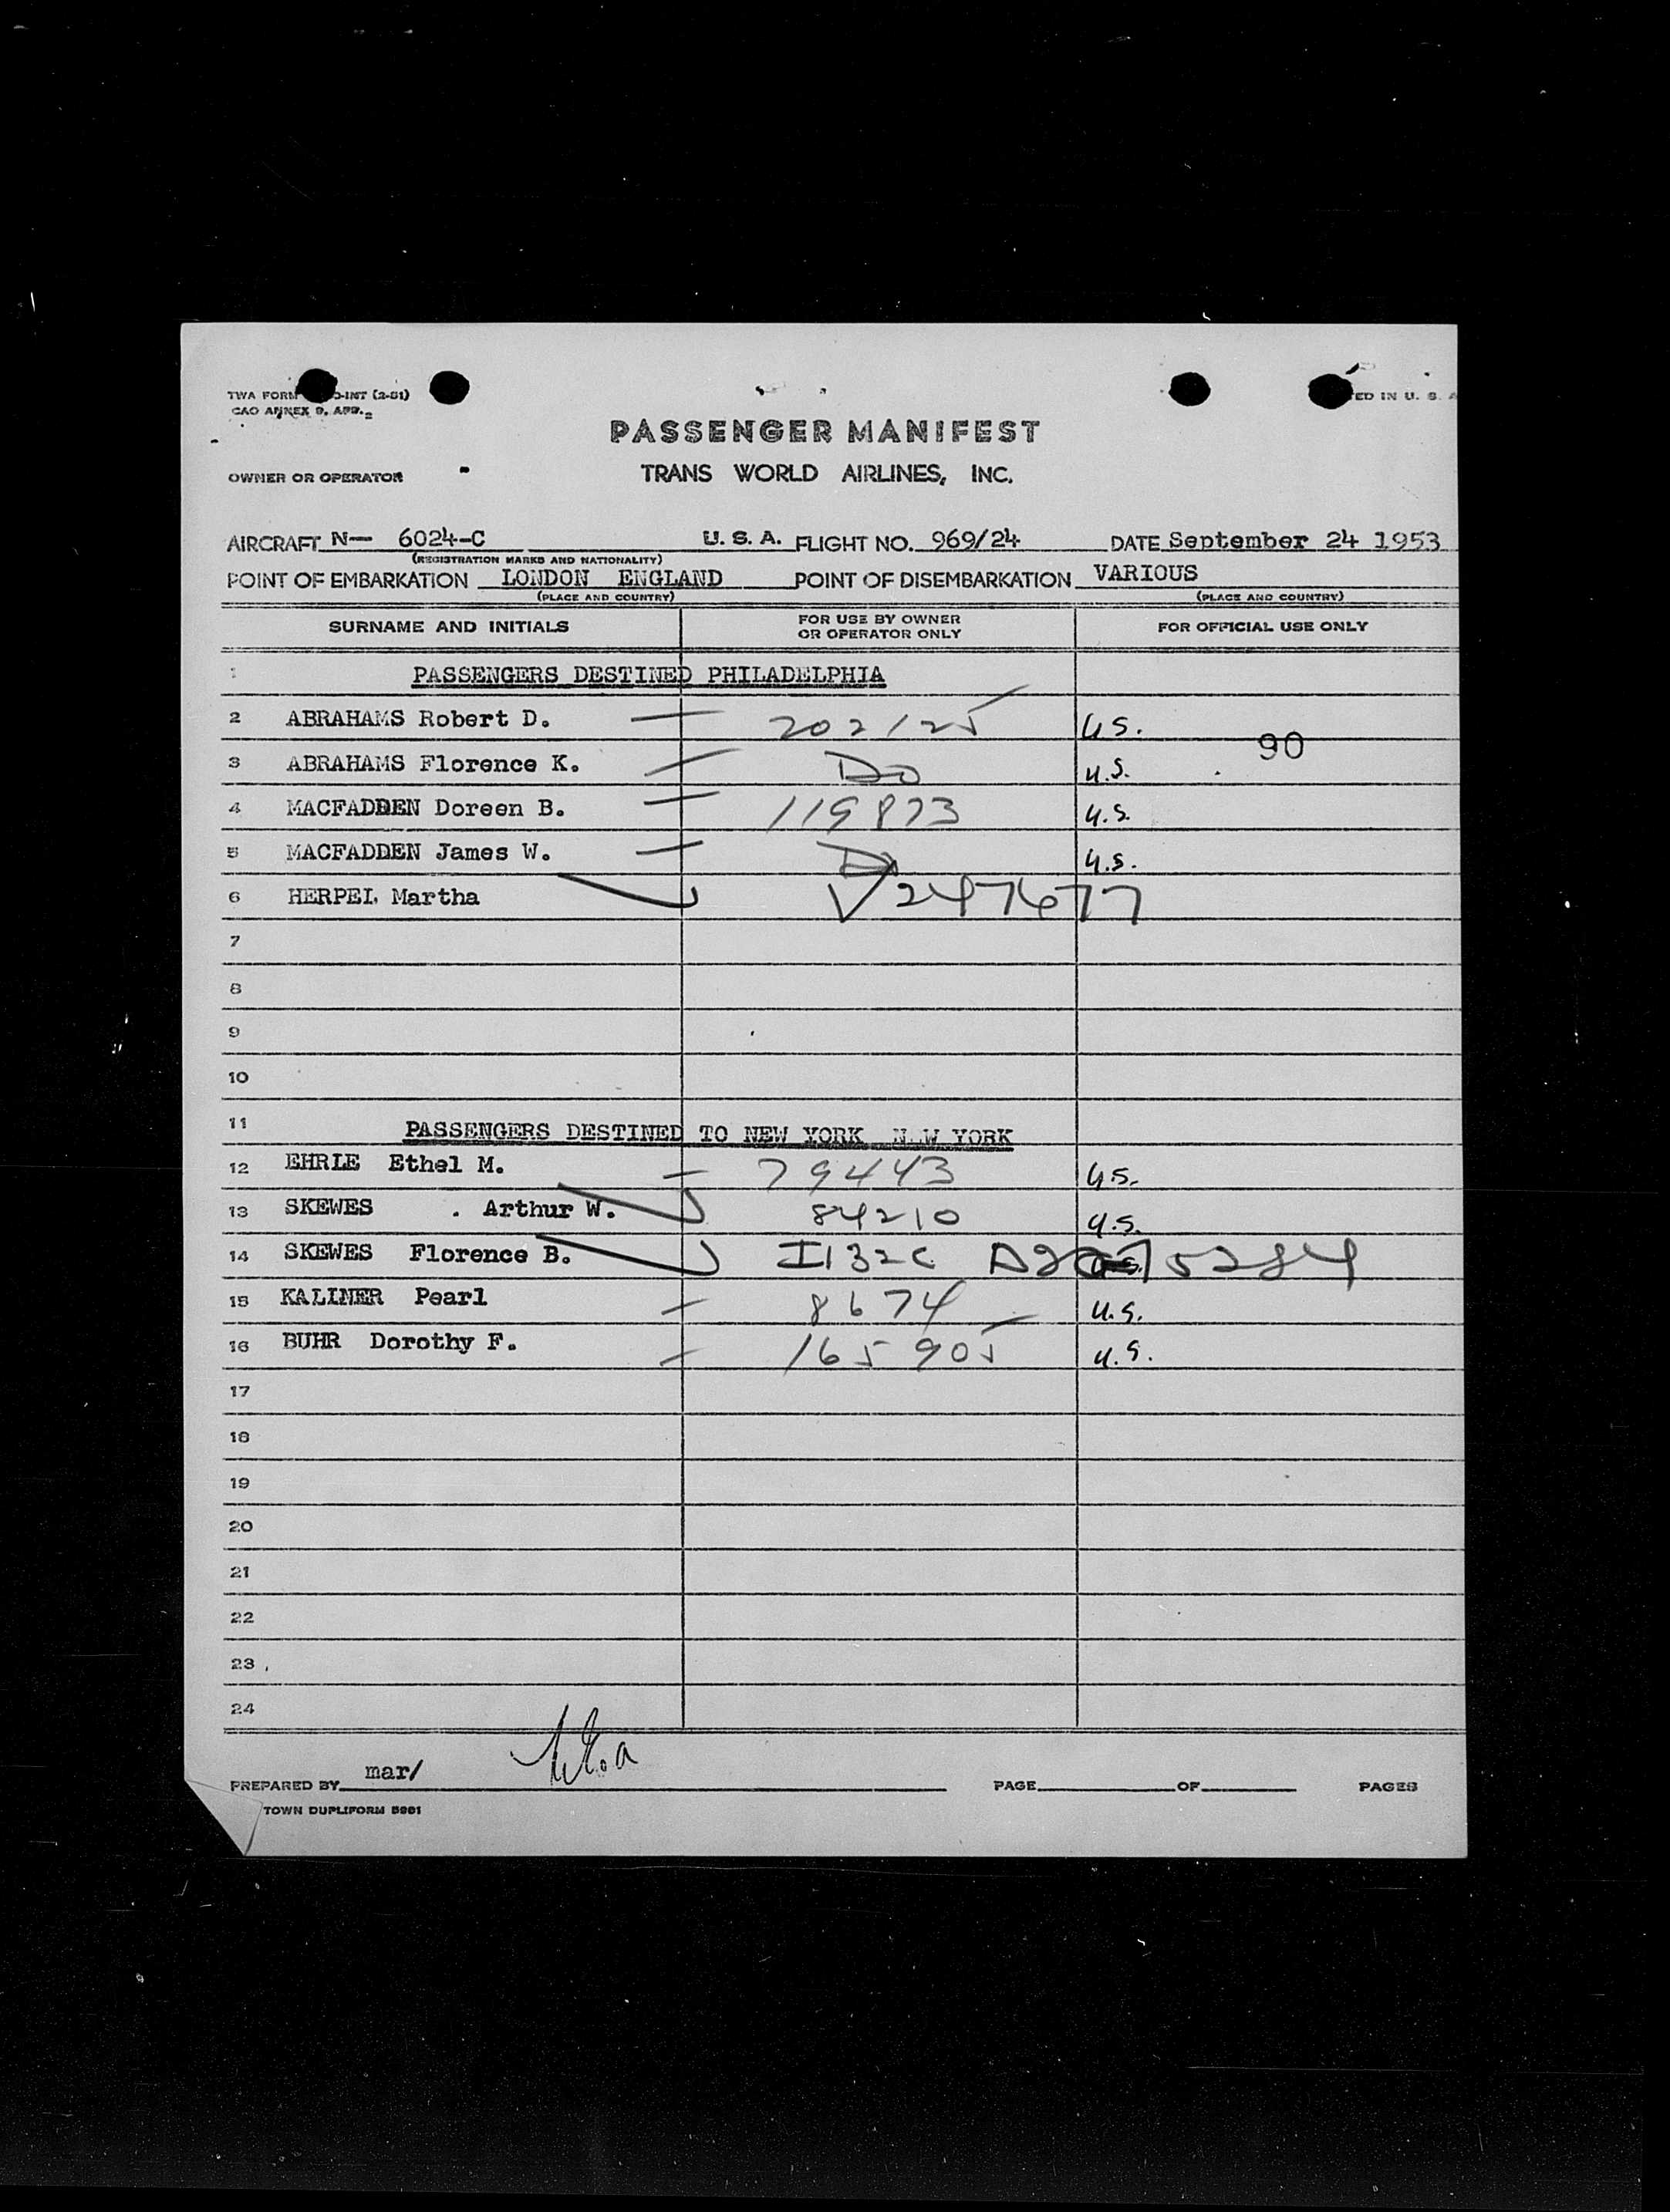 TWA FORM -INT (2-51) ED IN U. S. A
CAO ANNEX 9, APP. 2
PASSENGER MANIFEST
OWNER OR OPERATOR TRANS WORLD AIRLINES, INC.
AIRCRAFT N— 6024-C U. S. A. FLIGHT NO. 969/24 DATE September 24 1953
(REGISTRATION MARKS AND NATIONALITY)
POINT OF EMBARKATION LONDON ENGLAND POINT OF DISEMBARKATION VARIOUS
(PLACE AND COUNTRY) (PLACE AND COUNTRY)
SURNAME AND INITIALS FOR USE BY OWNER OR OPERATOR ONLY FOR OFFICIAL USE ONLY
1 PASSENGERS DESTINED PHILADELPHIA
2 ABRAHAMS Robert D. — 202125 U.S.
90
3 ABRAHAMS Florence K. — Do U.S.
4 MACFADDEN Doreen B. — 119873 U.S.
5 MACFADDEN James W. — Do U.S.
6 HERPEL Martha V247677
7
8
9
10
11 PASSENGERS DESTINED TO NEW YORK NEW YORK
12 EHRLE Ethel M. — 79443 U.S.
13 SKEWES . Arthur W. 84210 U.S.
14 SKEWES Florence B. I132c 5284
15 KALINER Pearl — 8674 U.S.
16 BUHR Dorothy F. — 165905 U.S.
17
18
19
20
21
22
23
24
PREPARED BY mar/ PAGE OF PAGES
TOWN DUPLIFORM 5981